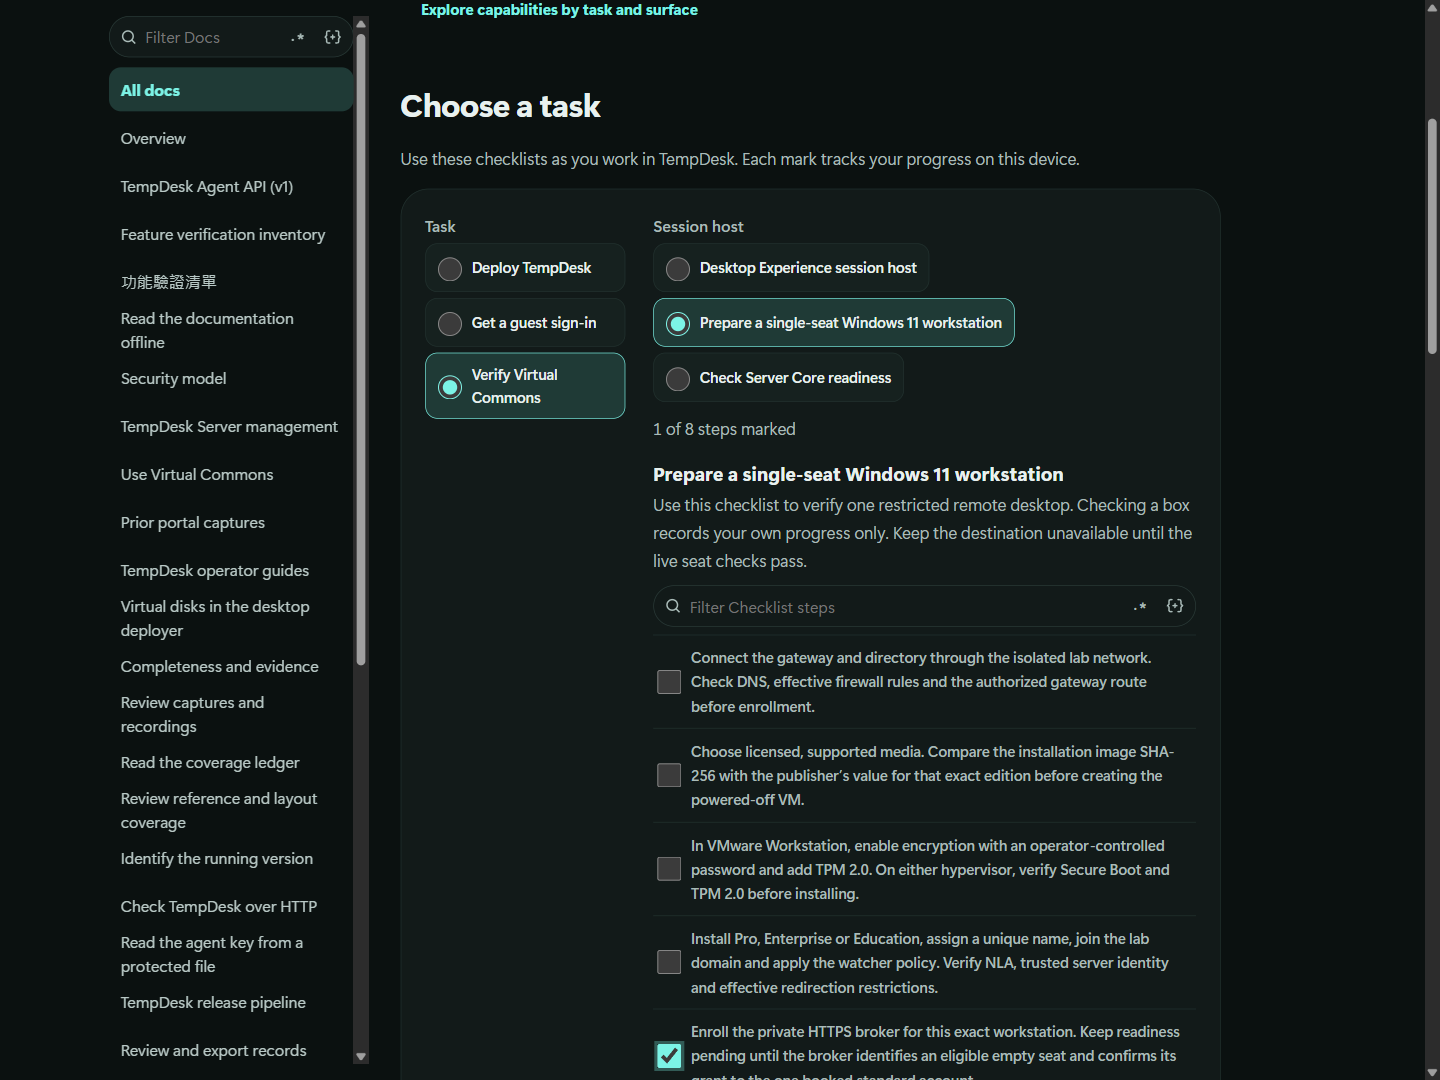 Explore capabilities by task and surface
Filter Docs
.*
{+}
All docs
Overview
TempDesk Agent API (v1)
Feature verification inventory
功能驗證清單
Read the documentation
offline
Security model
TempDesk Server management
Use Virtual Commons
Prior portal captures
TempDesk operator guides
Virtual disks in the desktop
deployer
Completeness and evidence
Review captures and
recordings
Read the coverage ledger
Review reference and layout
coverage
Identify the running version
Check TempDesk over HTTP
Read the agent key from a
protected file
TempDesk release pipeline
Review and export records
Choose a task
Use these checklists as you work in TempDesk. Each mark tracks your progress on this device.
Task
Deploy TempDesk
Get a guest sign-in
Verify Virtual
Commons
Session host
Desktop Experience session host
Prepare a single-seat Windows 11 workstation
Check Server Core readiness
1 of 8 steps marked
Prepare a single-seat Windows 11 workstation
Use this checklist to verify one restricted remote desktop. Checking a box
records your own progress only. Keep the destination unavailable until the
live seat checks pass.
Filter Checklist steps
.*
{+}
Connect the gateway and directory through the isolated lab network.
Check DNS, effective firewall rules and the authorized gateway route
before enrollment.
Choose licensed, supported media. Compare the installation image SHA-
256 with the publisher's value for that exact edition before creating the
powered-off VM.
In VMware Workstation, enable encryption with an operator-controlled
password and add TPM 2.0. On either hypervisor, verify Secure Boot and
TPM 2.0 before installing.
Install Pro, Enterprise or Education, assign a unique name, join the lab
domain and apply the watcher policy. Verify NLA, trusted server identity
and effective redirection restrictions.
Enroll the private HTTPS broker for this exact workstation. Keep readiness
pending until the broker identifies an eligible empty seat and confirms its
grant to the one booked standard account.